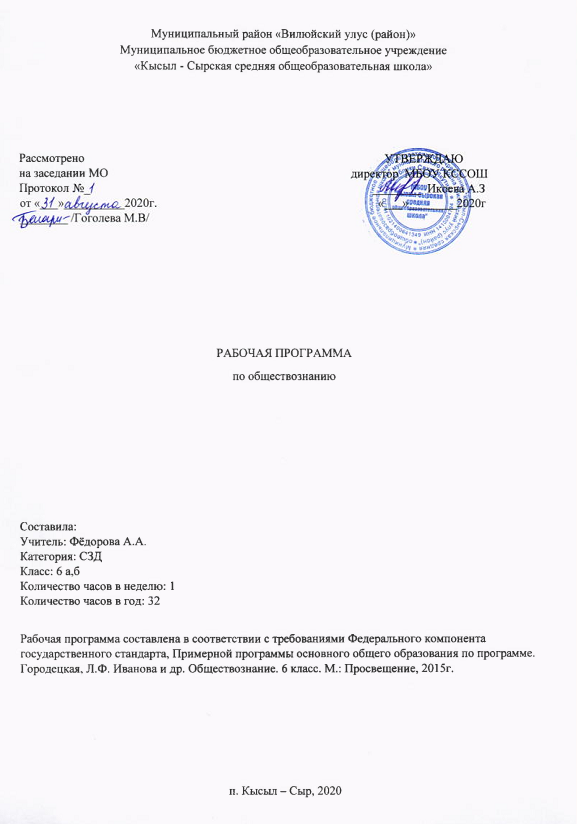 Муниципальный район «Вилюйский улус (район)»
Муниципальное бюджетное общеобразовательное учреждение
«Кысыл - Сырская средняя общеобразовательная школа»
Рассмотрено
на заседании МО
Протокол № 1
от «31» августа 2020г.
/Гоголева М.В/
УТВЕРЖДАЮ
директор МБОУ КССОШ
Икоева А.З
«___»____________2020г
средняя
школа"
РАБОЧАЯ ПРОГРАММА
по обществознанию
Составила:
Учитель: Фёдорова А.А.
Категория: СЗД
Класс: 6 а,б
Количество часов в неделю: 1
Количество часов в год: 32
Рабочая программа составлена в соответствии с требованиями Федерального компонента
государственного стандарта, Примерной программы основного общего образования по программе.
Городецкая, Л.Ф. Иванова и др. Обществознание. 6 класс. М.: Просвещение, 2015г.
п. Кысыл – Сыр, 2020